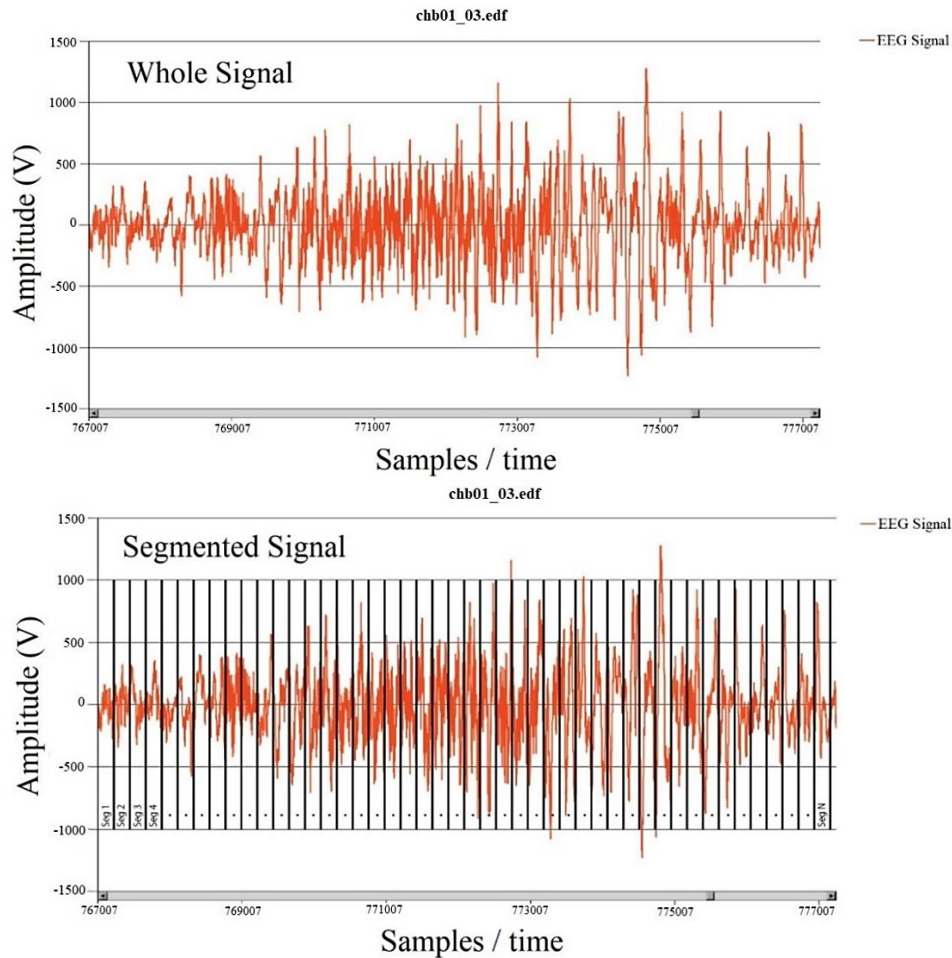 chb01_03.edf
1500
EEG Signal
Whole Signal
1000
500
Amplitude (V)
0
-500
-1000
-1500
767007 769007 771007 773007 775007 777007
Samples / time
chb01_03.edf
1500
EEG Signal
Segmented Signal
1000
500
Amplitude (V)
0
-500
Seg 1
Seg 2
Seg 3
Seg 4
Seg N
-1000
-1500
767007 769007 771007 773007 775007 777007
Samples / time